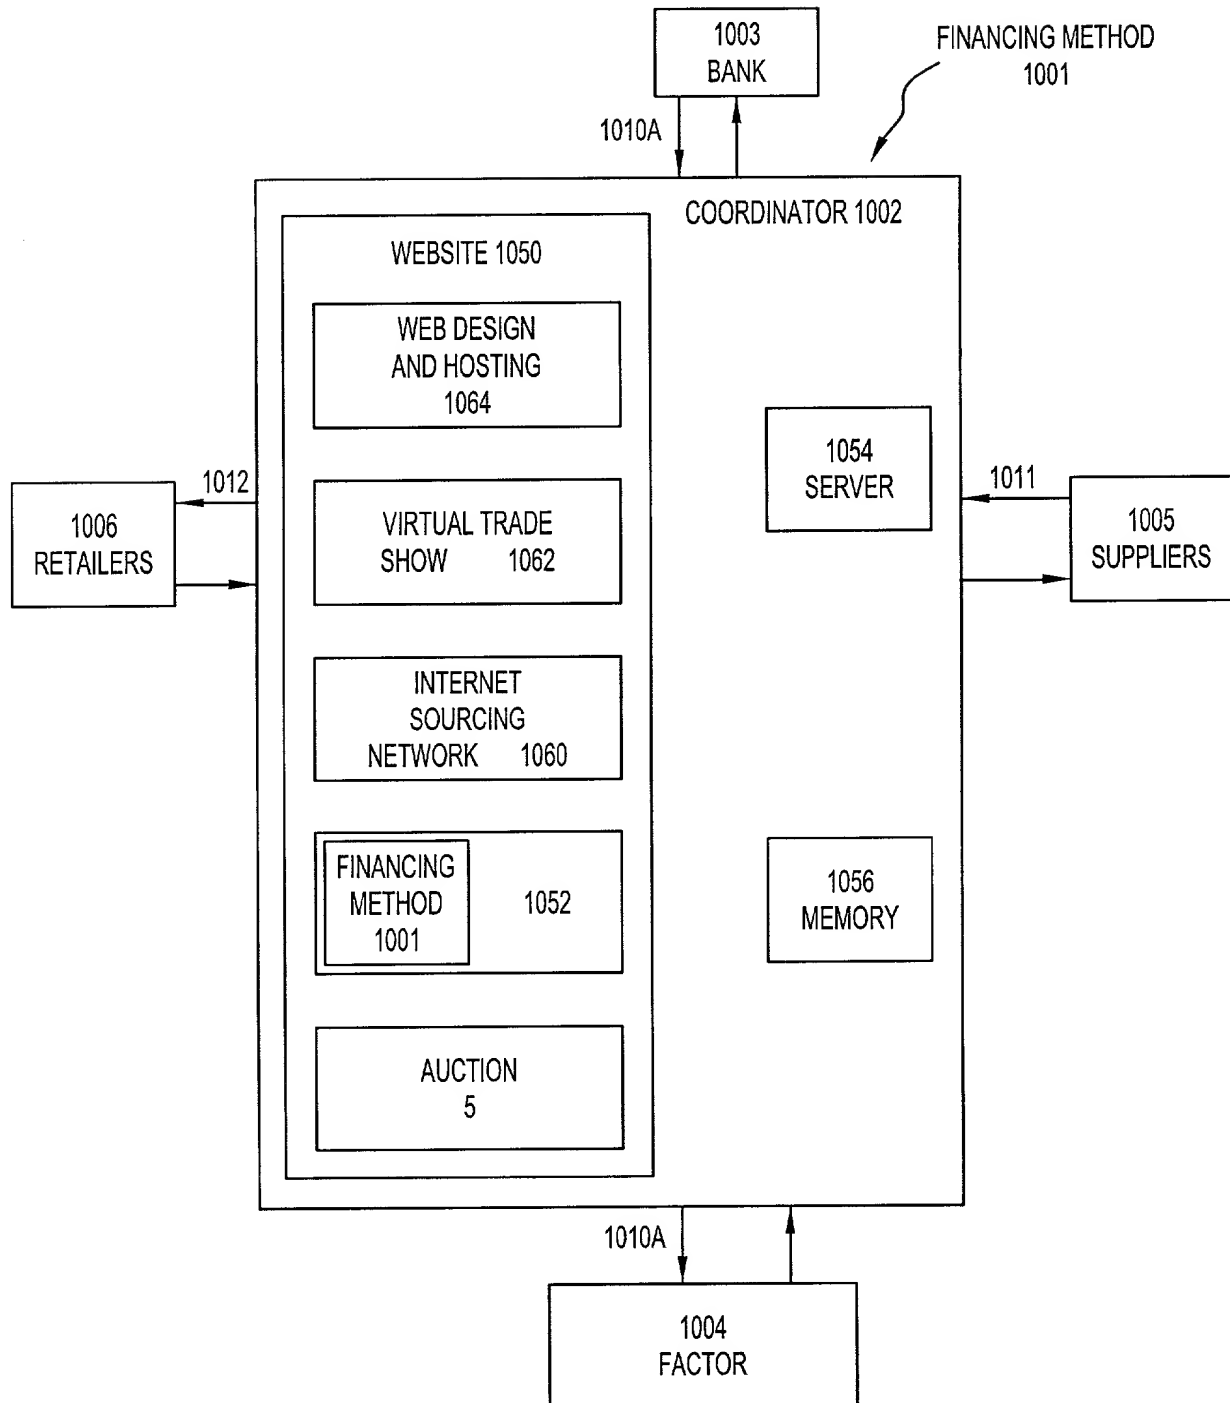 1003
BANK
FINANCING METHOD
1001
1010A
COORDINATOR 1002
WEBSITE 1050
WEB DESIGN
AND HOSTING
1064
1054
SERVER
1012
1011
1006
RETAILERS
VIRTUAL TRADE
SHOW 1062
1005
SUPPLIERS
INTERNET
SOURCING
NETWORK 1060
FINANCING
METHOD
1001
1052
1056
MEMORY
AUCTION
5
1010A
1004
FACTOR